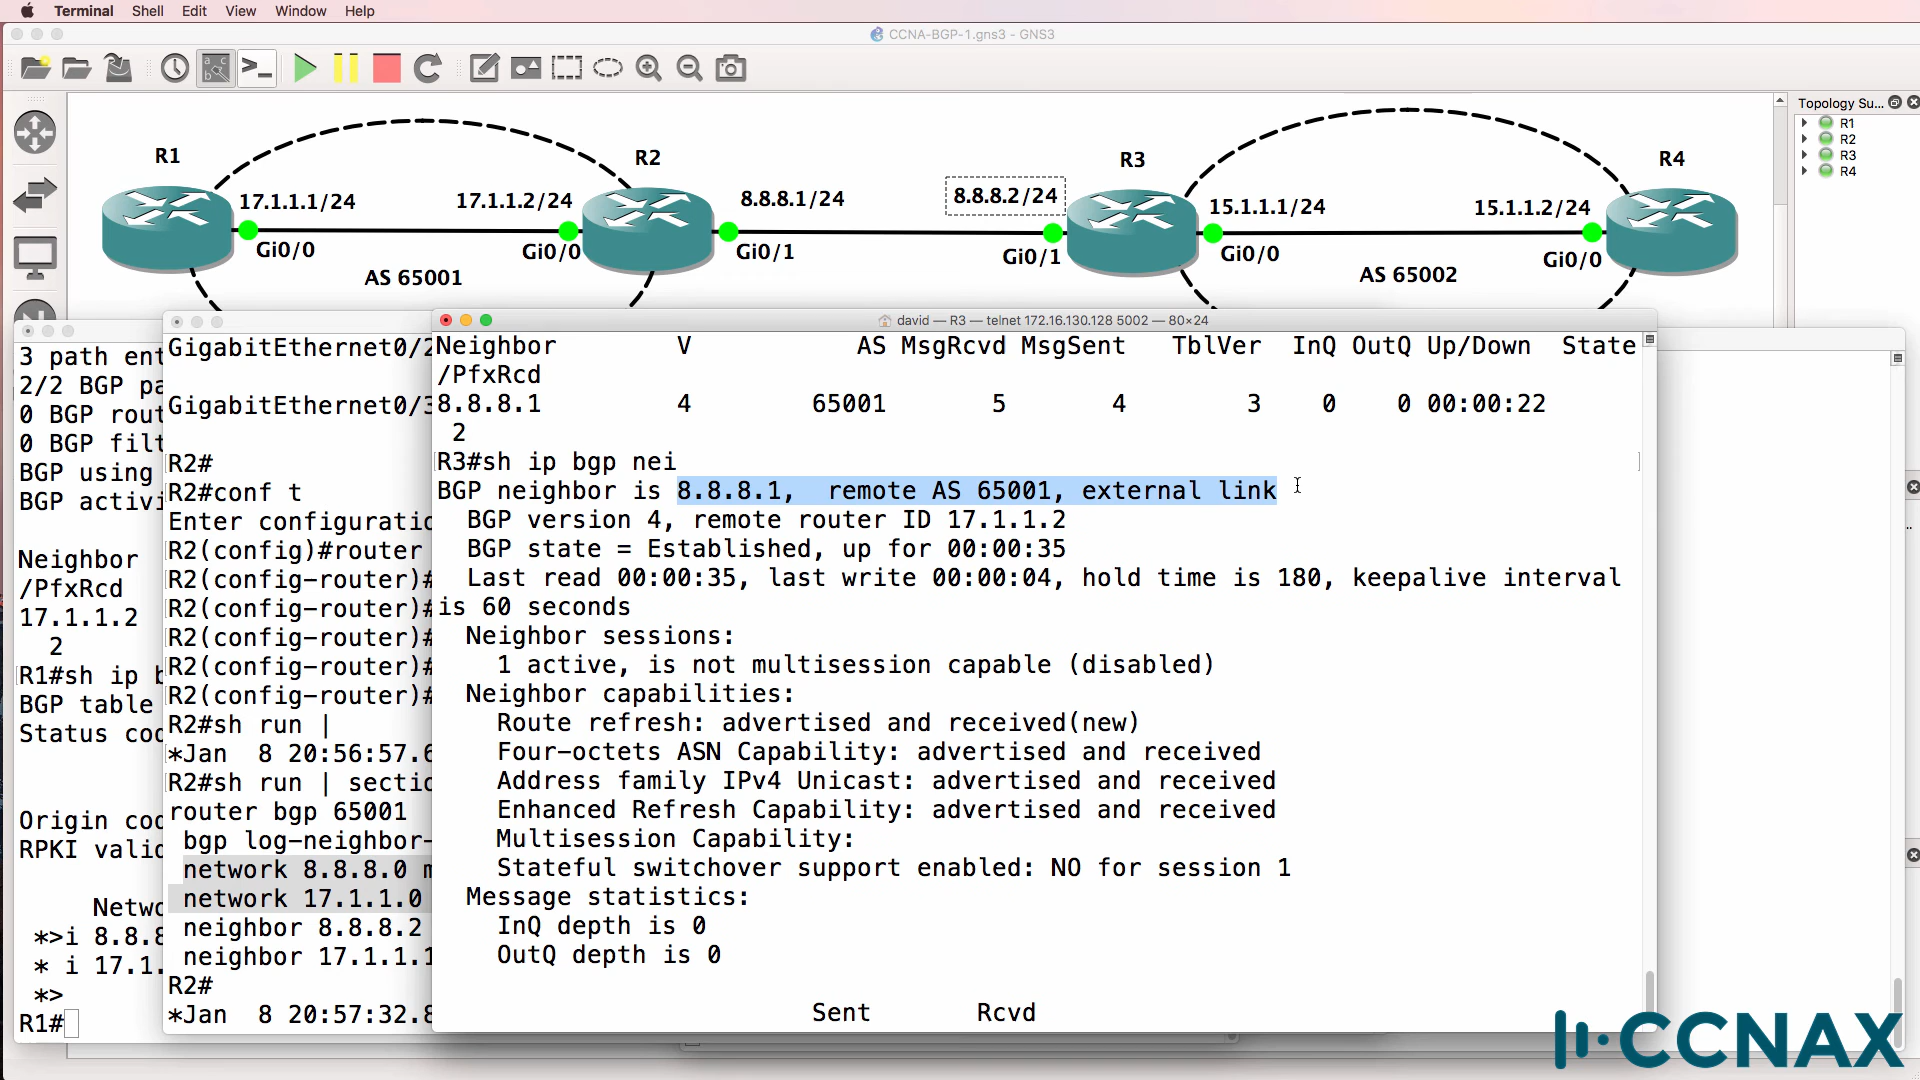 Terminal Shell Edit View Window Help
CCNA-BGP-1.gns3 - GNS3
Topology Su...
R1
R2
R3
R4
R1
R2
R3
R4
17.1.1.1/24
17.1.1.2/24
8.8.8.1/24
8.8.8.2/24
15.1.1.1/24
15.1.1.2/24
Gi0/0
Gi0/0
Gi0/1
Gi0/1
Gi0/0
Gi0/0
AS 65001
AS 65002
3 path ent
2/2 BGP pa
0 BGP rout
0 BGP filt
BGP using
BGP activi
Neighbor
/PfxRcd
17.1.1.2
2
R1#sh ip b
BGP table
Status cod
Origin cod
RPKI valid
Netwo
*>i 8.8.8
* i 17.1.
*>
R1#
GigabitEthernet0/2
GigabitEthernet0/3
R2#
R2#conf t
Enter configuratio
R2(config)#router
R2(config-router)#
R2(config-router)#
R2(config-router)#
R2(config-router)#
R2(config-router)#
R2#sh run |
*Jan  8 20:56:57.6
R2#sh run | sectio
router bgp 65001
bgp log-neighbor-
network 8.8.8.0 m
network 17.1.1.0
neighbor 8.8.8.2
neighbor 17.1.1.1
R2#
*Jan  8 20:57:32.8
david — R3 — telnet 172.16.130.128 5002 — 80×24
Neighbor V AS MsgRcvd MsgSent TblVer InQ OutQ Up/Down State
/PfxRcd
8.8.8.1 4 65001 5 4 3 0 0 00:00:22
2
R3#sh ip bgp nei
BGP neighbor is 8.8.8.1,  remote AS 65001, external link
BGP version 4, remote router ID 17.1.1.2
BGP state = Established, up for 00:00:35
Last read 00:00:35, last write 00:00:04, hold time is 180, keepalive interval
is 60 seconds
Neighbor sessions:
1 active, is not multisession capable (disabled)
Neighbor capabilities:
Route refresh: advertised and received(new)
Four-octets ASN Capability: advertised and received
Address family IPv4 Unicast: advertised and received
Enhanced Refresh Capability: advertised and received
Multisession Capability:
Stateful switchover support enabled: NO for session 1
Message statistics:
InQ depth is 0
OutQ depth is 0
Sent Rcvd
CCNAX